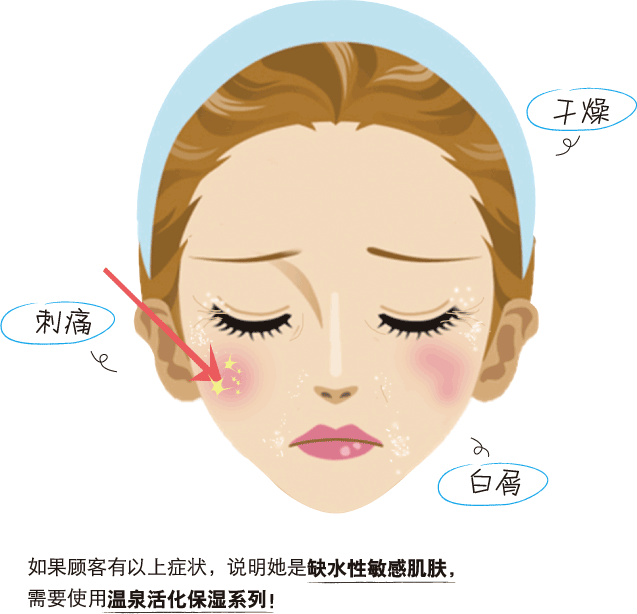 干燥
刺痛
白屑
如果顾客有以上症状，说明她是缺水性敏感肌肤，
需要使用温泉活化保湿系列！